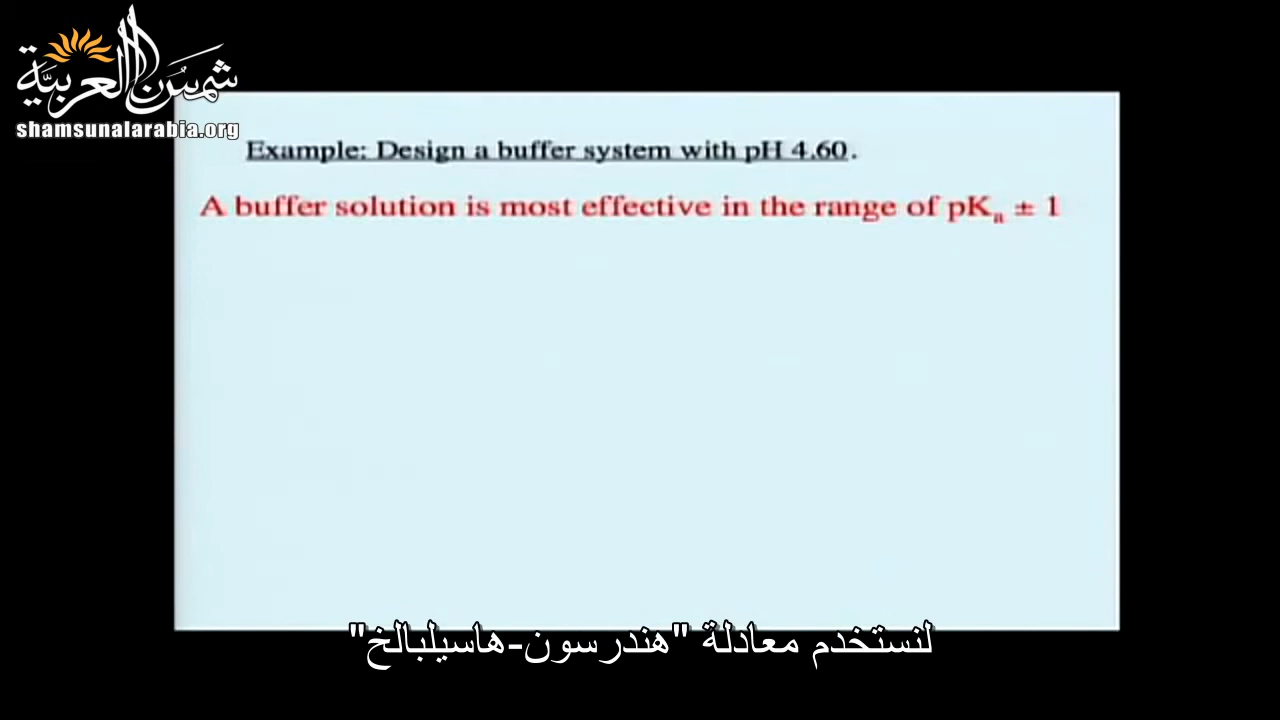 شمسُ العربيّة
shamsunalarabia.org
Example: Design a buffer system with pH 4.60.
A buffer solution is most effective in the range of pKa ± 1
لنستخدم معادلة "هندرسون-هاسيلبالخ"